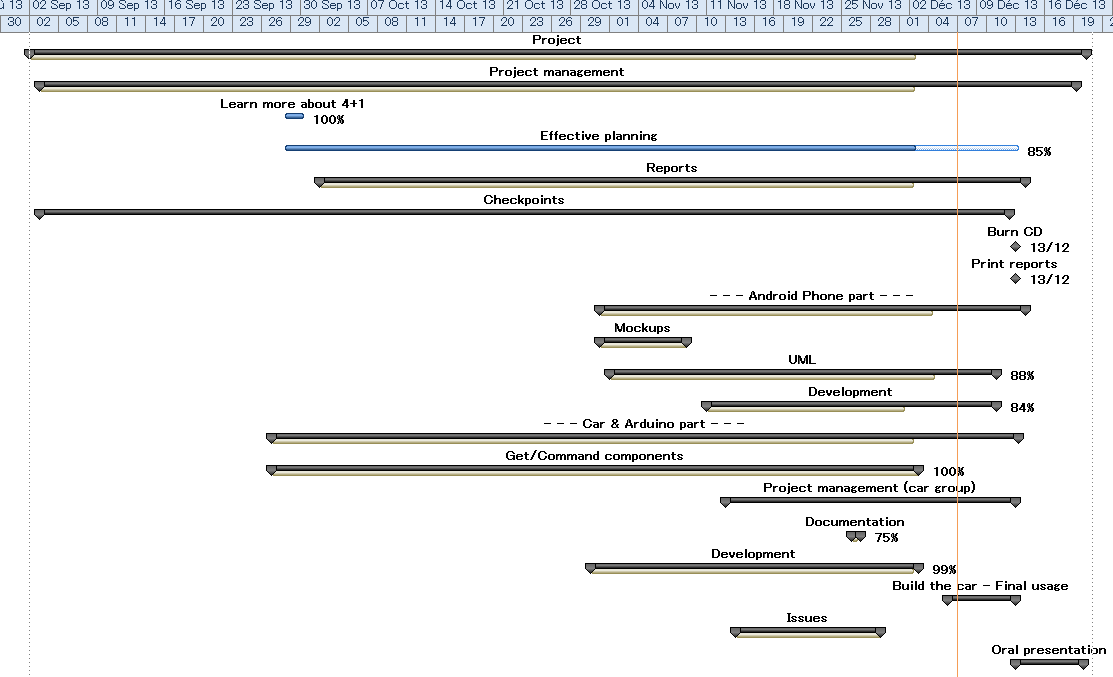 û 13 02 Sep 13 09 Sep 13 16 Sep 13 23 Sep 13 30 Sep 13 07 Oct 13 14 Oct 13 21 Oct 13 28 Oct 13 04 Nov 13 11 Nov 13 18 Nov 13 25 Nov 13 02 Déc 13 09 Déc 13 16 Déc 13
30 02 05 08 11 14 17 20 23 26 29 02 05 08 11 14 17 20 23 26 29 01 04 07 10 13 16 19 22 25 28 01 04 07 10 13 16 19 2
Project
Project management
Learn more about 4+1
100%
Effective planning
85%
Reports
Checkpoints
Burn CD
13/12
Print reports
13/12
- - - Android Phone part - - -
Mockups
UML
88%
Development
84%
- - - Car & Arduino part - - -
Get/Command components
100%
Project management (car group)
Documentation
75%
Development
99%
Build the car - Final usage
Issues
Oral presentation